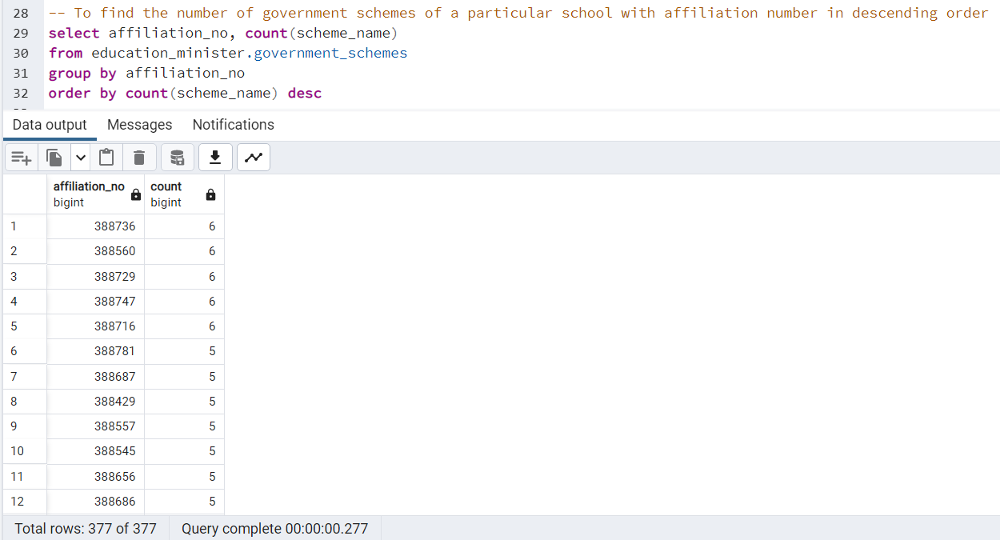 28 -- To find the number of government schemes of a particular school with affiliation number in descending order
29 select affiliation_no, count(scheme_name)
30 from education_minister.government_schemes
31 group by affiliation_no
32 order by count(scheme_name) desc
Data output Messages Notifications
affiliation_no count
bigint bigint
1 388736 6
2 388560 6
3 388729 6
4 388747 6
5 388716 6
6 388781 5
7 388687 5
8 388429 5
9 388557 5
10 388545 5
11 388656 5
12 388686 5
Total rows: 377 of 377 Query complete 00:00:00.277